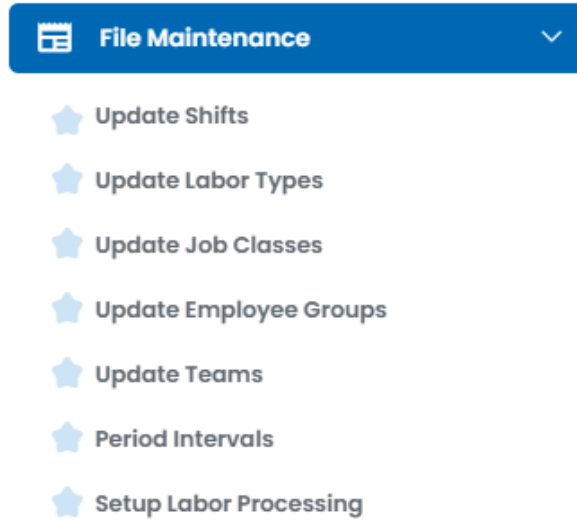 File Maintenance
Update Shifts
Update Labor Types
Update Job Classes
Update Employee Groups
Update Teams
Period Intervals
Setup Labor Processing